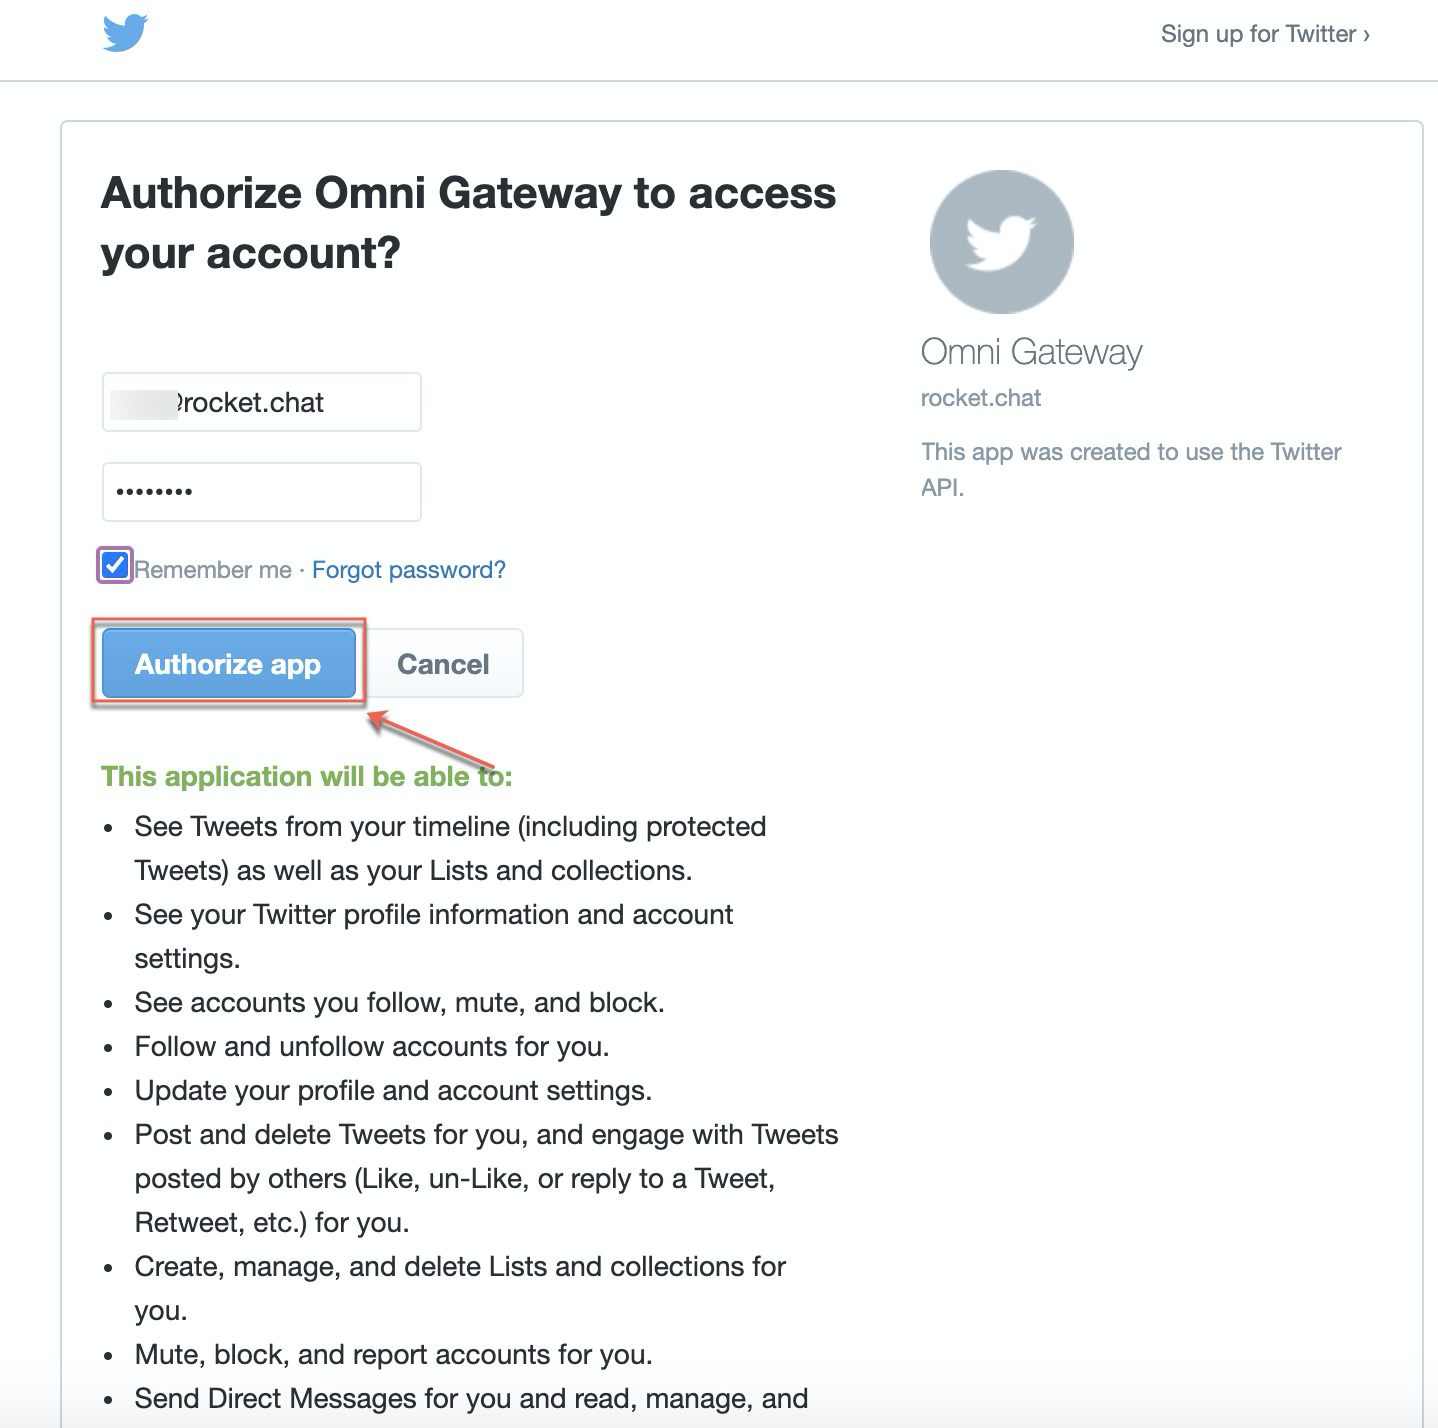 Sign up for Twitter ›
Authorize Omni Gateway to access
your account?
@rocket.chat
••••••••
Remember me · Forgot password?
Authorize app
Cancel
Omni Gateway
rocket.chat
This app was created to use the Twitter
API.
This application will be able to:
• See Tweets from your timeline (including protected
Tweets) as well as your Lists and collections.
• See your Twitter profile information and account
settings.
• See accounts you follow, mute, and block.
• Follow and unfollow accounts for you.
• Update your profile and account settings.
• Post and delete Tweets for you, and engage with Tweets
posted by others (Like, un-Like, or reply to a Tweet,
Retweet, etc.) for you.
• Create, manage, and delete Lists and collections for
you.
• Mute, block, and report accounts for you.
• Send Direct Messages for you and read, manage, and